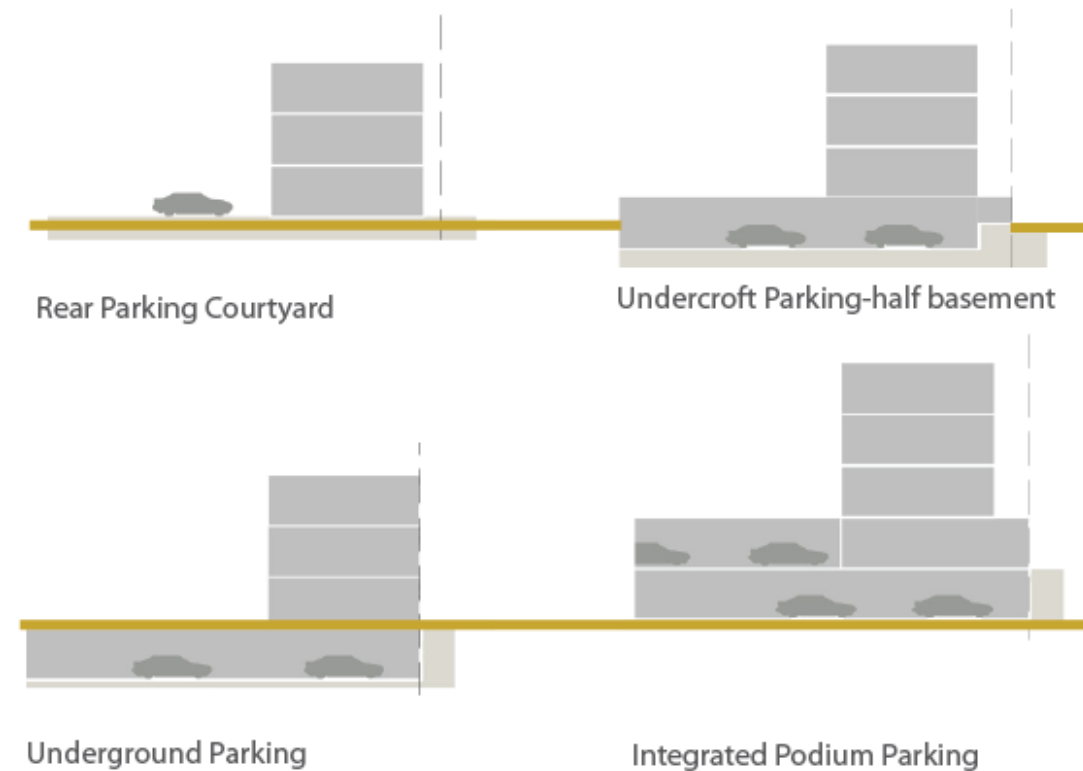 Rear Parking Courtyard
Undercroft Parking-half basement
Underground Parking
Integrated Podium Parking